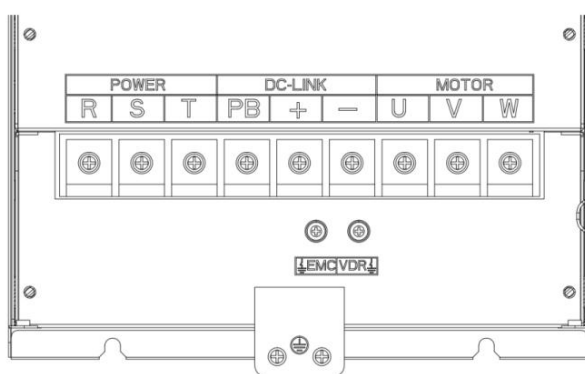 POWER DC-LINK MOTOR
R S T PB + − U V W
EMC VDR